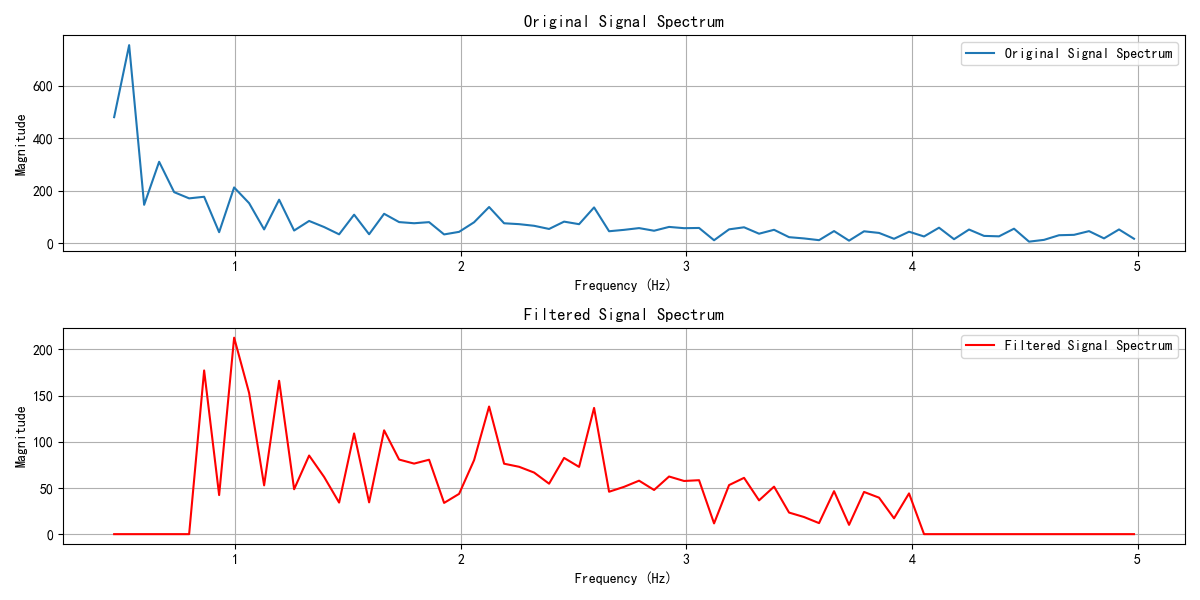 Original Signal Spectrum
Original Signal Spectrum
Magnitude
600
400
200
0
1 2 3 4 5
Frequency (Hz)
Filtered Signal Spectrum
Filtered Signal Spectrum
Magnitude
200
150
100
50
0
1 2 3 4 5
Frequency (Hz)